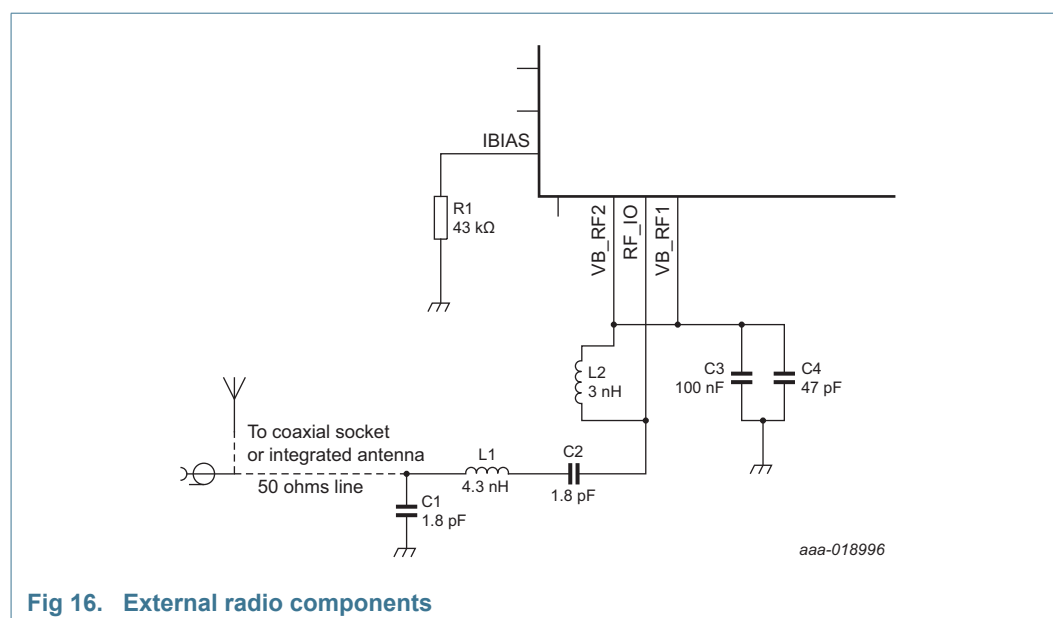 IBIAS
R1
43 kΩ
VB_RF2
RF_IO
VB_RF1
L2
3 nH
C3
100 nF
C4
47 pF
To coaxial socket
or integrated antenna
50 ohms line
L1
4.3 nH
C2
1.8 pF
C1
1.8 pF
aaa-018996
Fig 16. External radio components